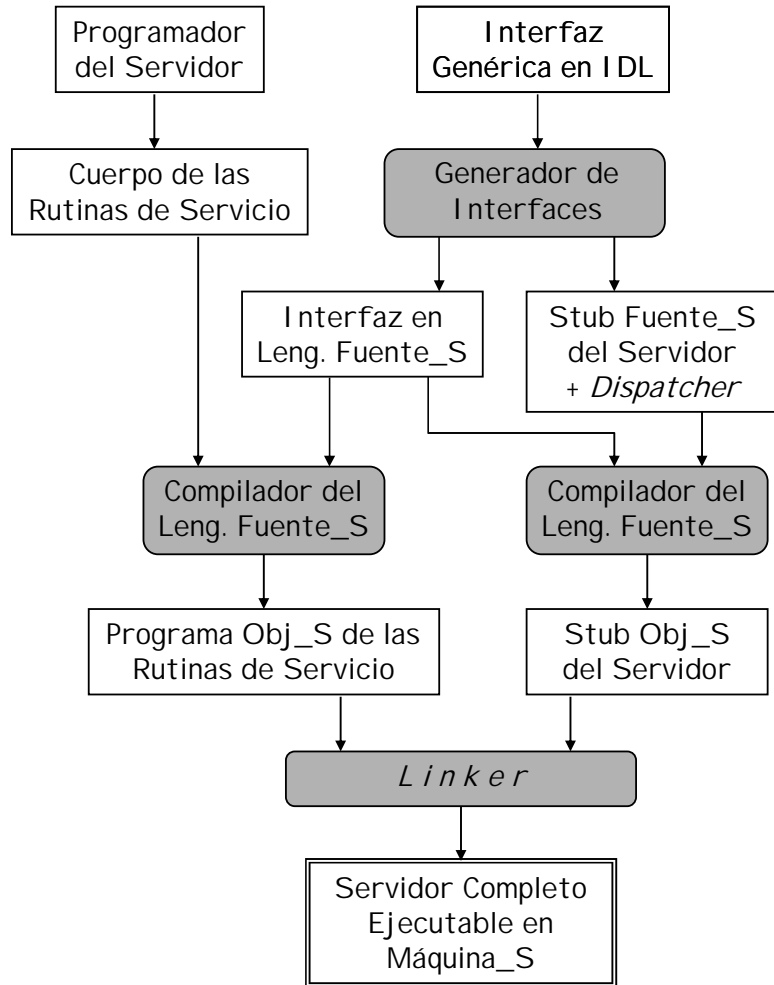 Programador
del Servidor
Interfaz
Genérica en IDL
Cuerpo de las
Rutinas de Servicio
Generador de
Interfaces
Interfaz en
Leng. Fuente_S
Stub Fuente_S
del Servidor
+ Dispatcher
Compilador del
Leng. Fuente_S
Compilador del
Leng. Fuente_S
Programa Obj_S de las
Rutinas de Servicio
Stub Obj_S
del Servidor
Linker
Servidor Completo
Ejecutable en
Máquina_S